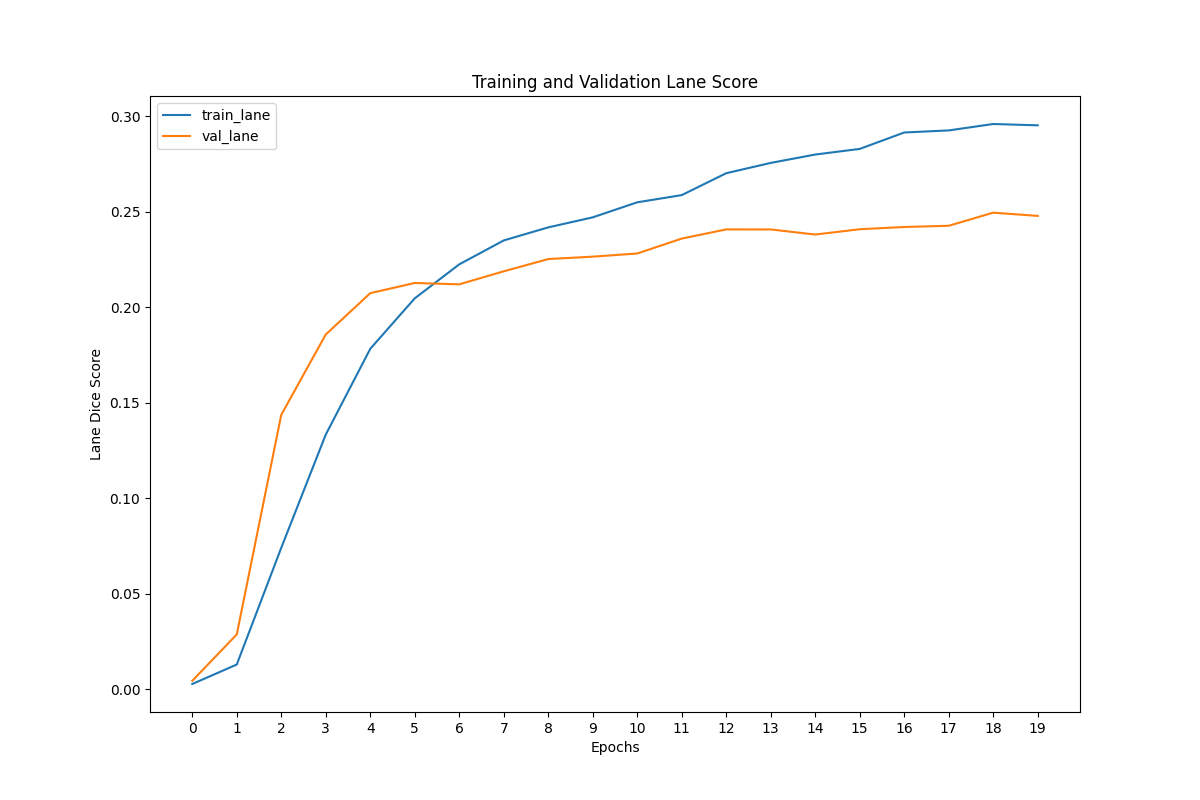 Training and Validation Lane Score
train_lane
val_lane
Lane Dice Score
0.30
0.25
0.20
0.15
0.10
0.05
0.00
0 1 2 3 4 5 6 7 8 9 10 11 12 13 14 15 16 17 18 19
Epochs